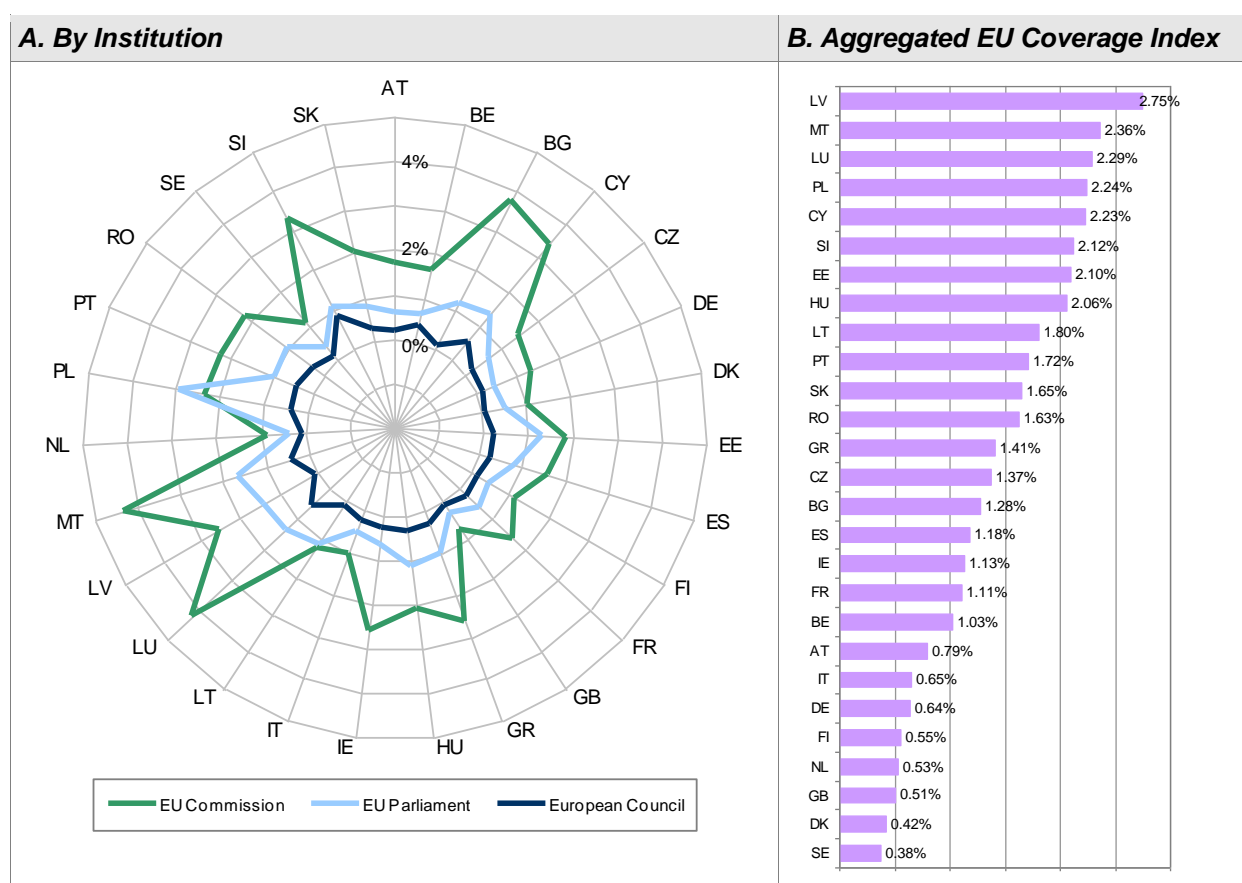 A. By Institution
B. Aggregated EU Coverage Index
AT
BE
BG
CY
CZ
DE
DK
EE
ES
FI
FR
GB
GR
HU
IE
IT
LT
LU
LV
MT
NL
PL
PT
RO
SE
SI
SK
4%
2%
0%
EU Commission EU Parliament European Council
LV 2.75%
MT 2.36%
LU 2.29%
PL 2.24%
CY 2.23%
SI 2.12%
EE 2.10%
HU 2.06%
LT 1.80%
PT 1.72%
SK 1.65%
RO 1.63%
GR 1.41%
CZ 1.37%
BG 1.28%
ES 1.18%
IE 1.13%
FR 1.11%
BE 1.03%
AT 0.79%
IT 0.65%
DE 0.64%
FI 0.55%
NL 0.53%
GB 0.51%
DK 0.42%
SE 0.38%